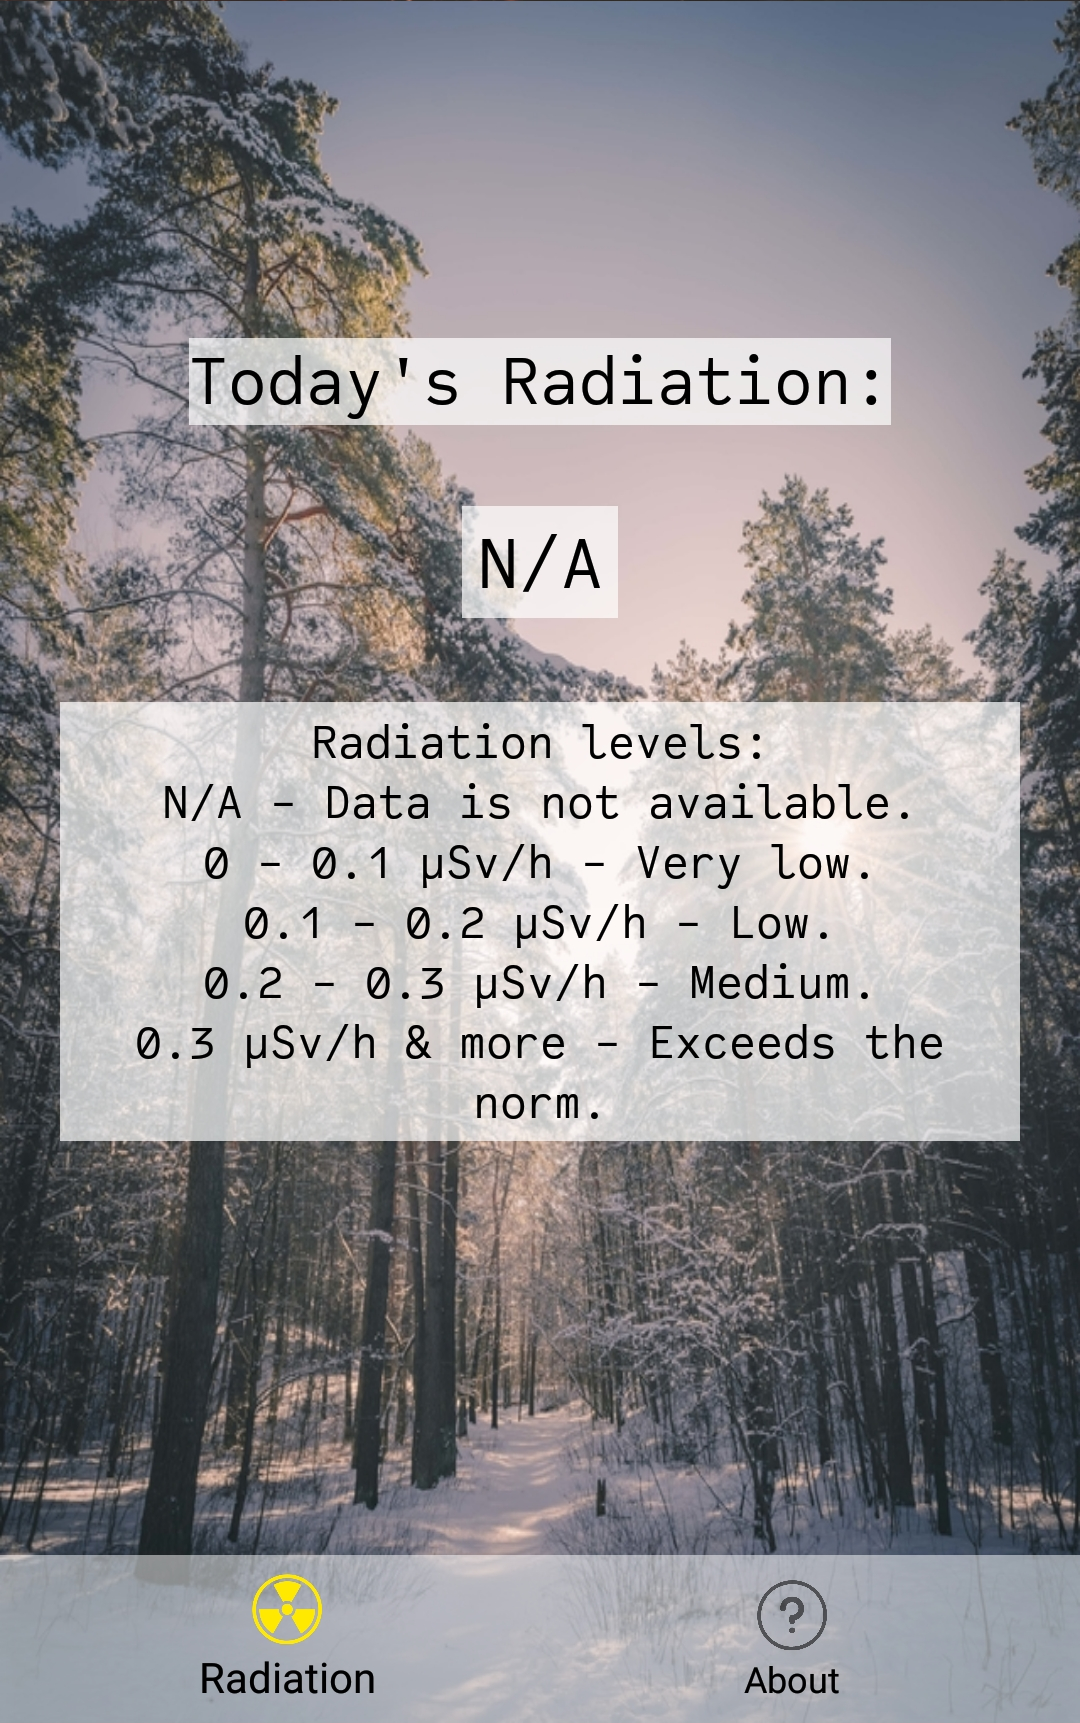 Today's Radiation:
N/A
Radiation levels:
N/A - Data is not available.
0 - 0.1 µSv/h - Very low.
0.1 - 0.2 µSv/h - Low.
0.2 - 0.3 µSv/h - Medium.
0.3 µSv/h & more - Exceeds the
norm.
Radiation
About